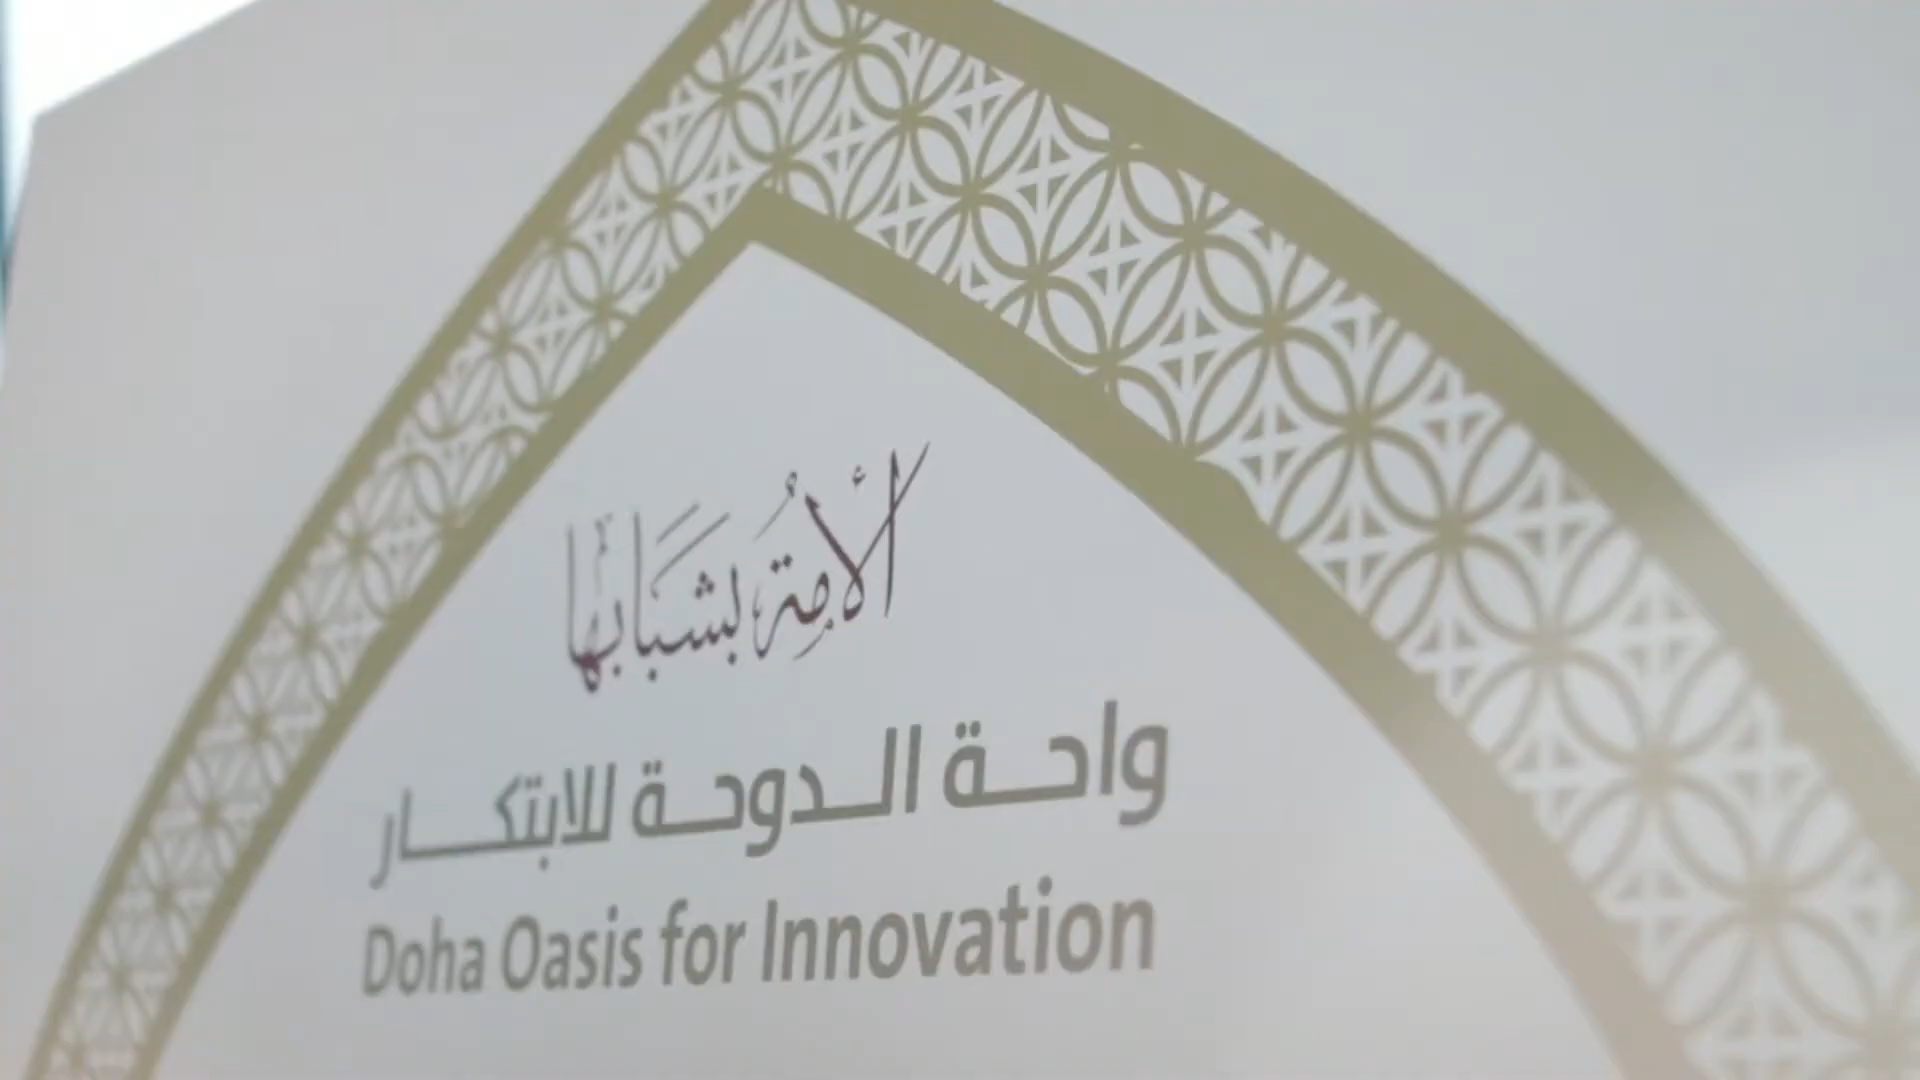 الأمة بشبابها
واحة الدوحة للابتكار
Doha Oasis for Innovation